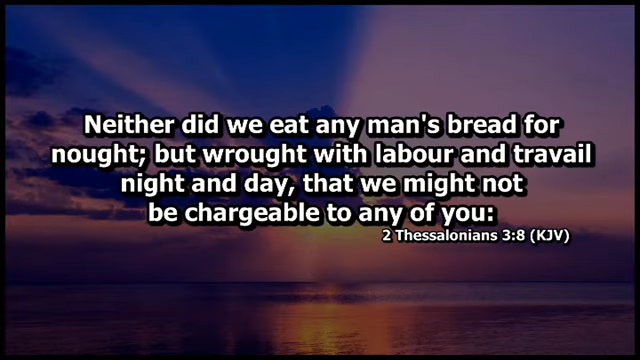 Neither did we eat any man's bread for
nought; but wrought with labour and travail
night and day, that we might not
be chargeable to any of you:
2 Thessalonians 3:8 (KJV)